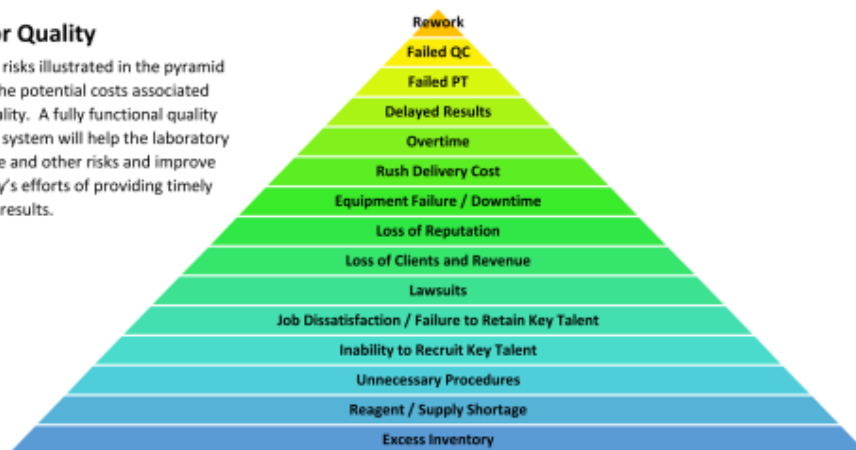 r Quality
risks illustrated in the pyramid
he potential costs associated
ality. A fully functional quality
system will help the laboratory
e and other risks and improve
y's efforts of providing timely
results.
Rework
Failed QC
Failed PT
Delayed Results
Overtime
Rush Delivery Cost
Equipment Failure / Downtime
Loss of Reputation
Loss of Clients and Revenue
Lawsuits
Job Dissatisfaction / Failure to Retain Key Talent
Inability to Recruit Key Talent
Unnecessary Procedures
Reagent / Supply Shortage
Excess Inventory